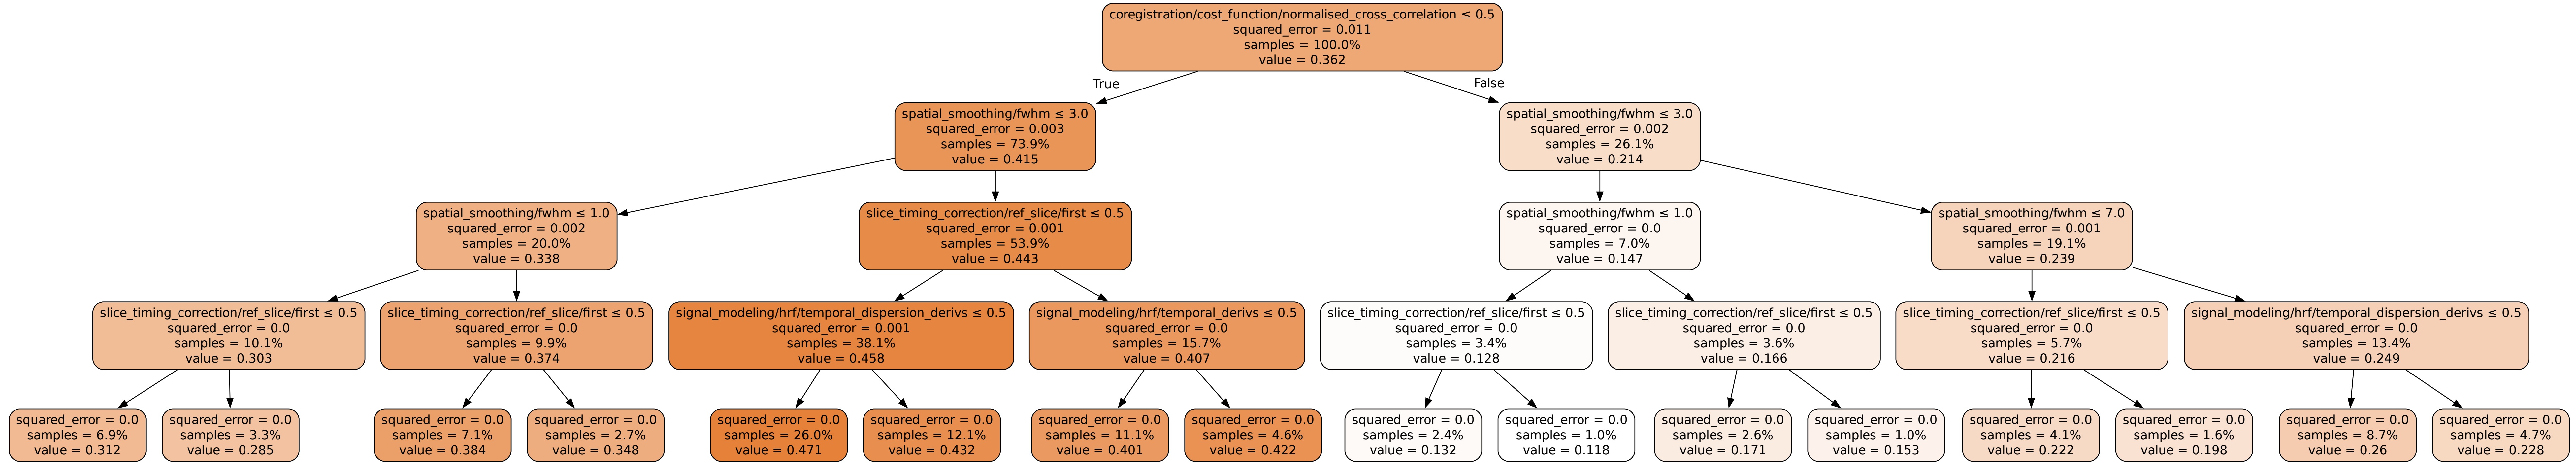 coregistration/cost_function/normalised_cross_correlation ≤ 0.5
squared_error = 0.011
samples = 100.0%
value = 0.362
True
False
spatial_smoothing/fwhm ≤ 3.0
squared_error = 0.003
samples = 73.9%
value = 0.415
spatial_smoothing/fwhm ≤ 3.0
squared_error = 0.002
samples = 26.1%
value = 0.214
spatial_smoothing/fwhm ≤ 1.0
squared_error = 0.002
samples = 20.0%
value = 0.338
slice_timing_correction/ref_slice/first ≤ 0.5
squared_error = 0.001
samples = 53.9%
value = 0.443
spatial_smoothing/fwhm ≤ 1.0
squared_error = 0.0
samples = 7.0%
value = 0.147
spatial_smoothing/fwhm ≤ 7.0
squared_error = 0.001
samples = 19.1%
value = 0.239
slice_timing_correction/ref_slice/first ≤ 0.5
squared_error = 0.0
samples = 10.1%
value = 0.303
slice_timing_correction/ref_slice/first ≤ 0.5
squared_error = 0.0
samples = 9.9%
value = 0.374
signal_modeling/hrf/temporal_dispersion_derivs ≤ 0.5
squared_error = 0.001
samples = 38.1%
value = 0.458
signal_modeling/hrf/temporal_derivs ≤ 0.5
squared_error = 0.0
samples = 15.7%
value = 0.407
slice_timing_correction/ref_slice/first ≤ 0.5
squared_error = 0.0
samples = 3.4%
value = 0.128
slice_timing_correction/ref_slice/first ≤ 0.5
squared_error = 0.0
samples = 3.6%
value = 0.166
slice_timing_correction/ref_slice/first ≤ 0.5
squared_error = 0.0
samples = 5.7%
value = 0.216
signal_modeling/hrf/temporal_dispersion_derivs ≤ 0.5
squared_error = 0.0
samples = 13.4%
value = 0.249
squared_error = 0.0
samples = 6.9%
value = 0.312
squared_error = 0.0
samples = 3.3%
value = 0.285
squared_error = 0.0
samples = 7.1%
value = 0.384
squared_error = 0.0
samples = 2.7%
value = 0.348
squared_error = 0.0
samples = 26.0%
value = 0.471
squared_error = 0.0
samples = 12.1%
value = 0.432
squared_error = 0.0
samples = 11.1%
value = 0.401
squared_error = 0.0
samples = 4.6%
value = 0.422
squared_error = 0.0
samples = 2.4%
value = 0.132
squared_error = 0.0
samples = 1.0%
value = 0.118
squared_error = 0.0
samples = 2.6%
value = 0.171
squared_error = 0.0
samples = 1.0%
value = 0.153
squared_error = 0.0
samples = 4.1%
value = 0.222
squared_error = 0.0
samples = 1.6%
value = 0.198
squared_error = 0.0
samples = 8.7%
value = 0.26
squared_error = 0.0
samples = 4.7%
value = 0.228